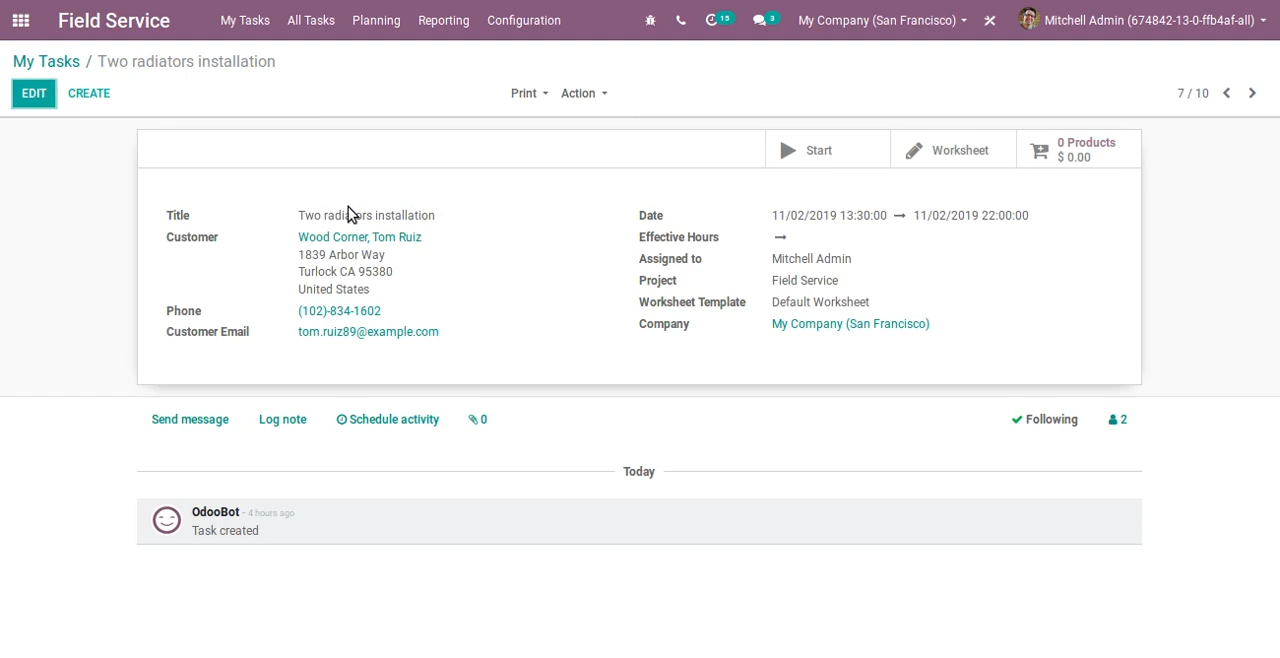 Field Service My Tasks All Tasks Planning Reporting Configuration 15 3 My Company (San Francisco) Mitchell Admin (674842-13-0-ffb4af-all)
My Tasks / Two radiators installation
EDIT CREATE Print Action 7 / 10
Start Worksheet 0 Products
$ 0.00
Title Two radiators installation
Customer Wood Corner, Tom Ruiz
1839 Arbor Way
Turlock CA 95380
United States
Phone (102)-834-1602
Customer Email tom.ruiz89@example.com
Date 11/02/2019 13:30:00 → 11/02/2019 22:00:00
Effective Hours →
Assigned to Mitchell Admin
Project Field Service
Worksheet Template Default Worksheet
Company My Company (San Francisco)
Send message Log note Schedule activity 0 Following 2
Today
OdooBot - 4 hours ago
Task created